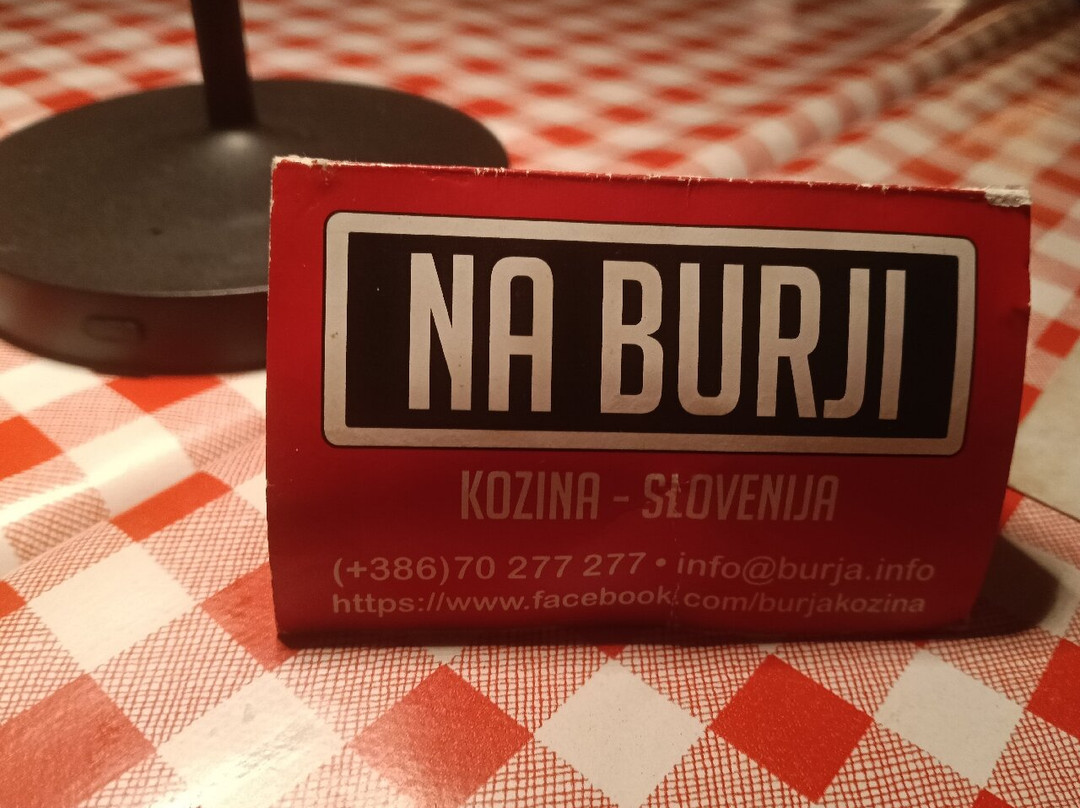 NA BURJI
KOZINA - SLOVENIJA
(+386)70 277 277 • info@burja.info
https://www.facebook.com/burjakozina